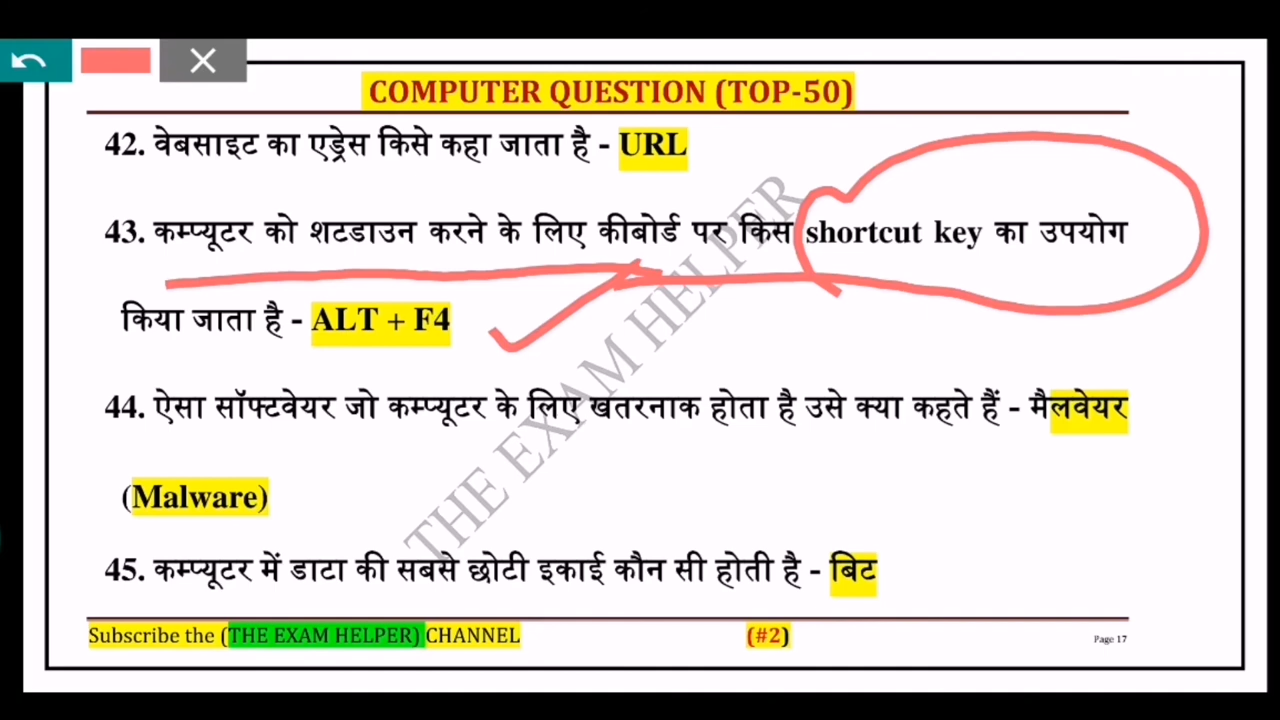 COMPUTER QUESTION (TOP-50)
42. वेबसाइट का एड्रेस किसे कहा जाता है - URL
43. कम्प्यूटर को शटडाउन करने के लिए कीबोर्ड पर किस shortcut key का उपयोग
किया जाता है - ALT + F4
44. ऐसा सॉफ्टवेयर जो कम्प्यूटर के लिए खतरनाक होता है उसे क्या कहते हैं - मैलवेयर
(Malware)
45. कम्प्यूटर में डाटा की सबसे छोटी इकाई कौन सी होती है - बिट
THE EXAM HELPER
Subscribe the (THE EXAM HELPER) CHANNEL (#2) Page 17